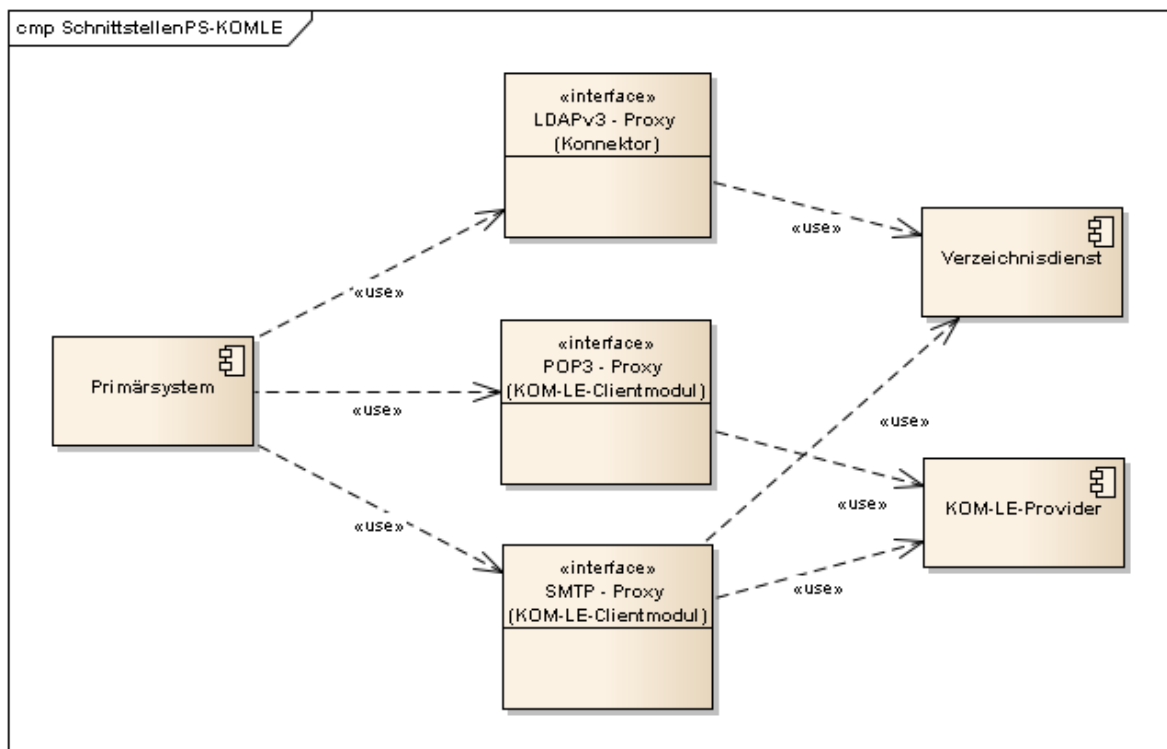 cmp SchnittstellenPS-KOMLE
«interface»
LDAPv3 - Proxy
(Konnektor)
«use»
Verzeichnisdienst
«use»
«interface»
POP3 - Proxy
(KOM-LE-Clientmodul)
Primärsystem
«use»
«use»
KOM-LE-Provider
«use»
«use»
«interface»
SMTP - Proxy
(KOM-LE-Clientmodul)
«use»